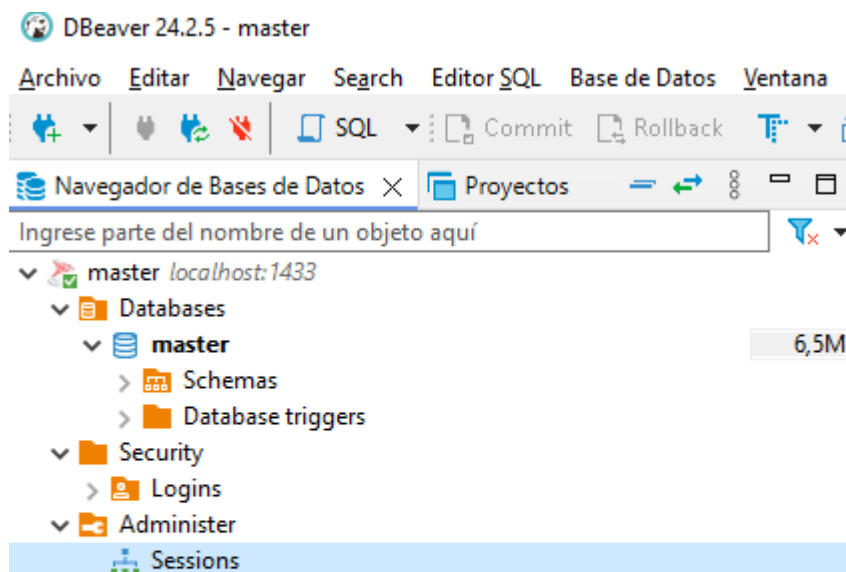 DBeaver 24.2.5 - master
Archivo Editar Navegar Search Editor SQL Base de Datos Ventana
SQL Commit Rollback
Navegador de Bases de Datos Proyectos
Ingrese parte del nombre de un objeto aquí
master localhost:1433
Databases
master 6,5M
Schemas
Database triggers
Security
Logins
Administer
Sessions